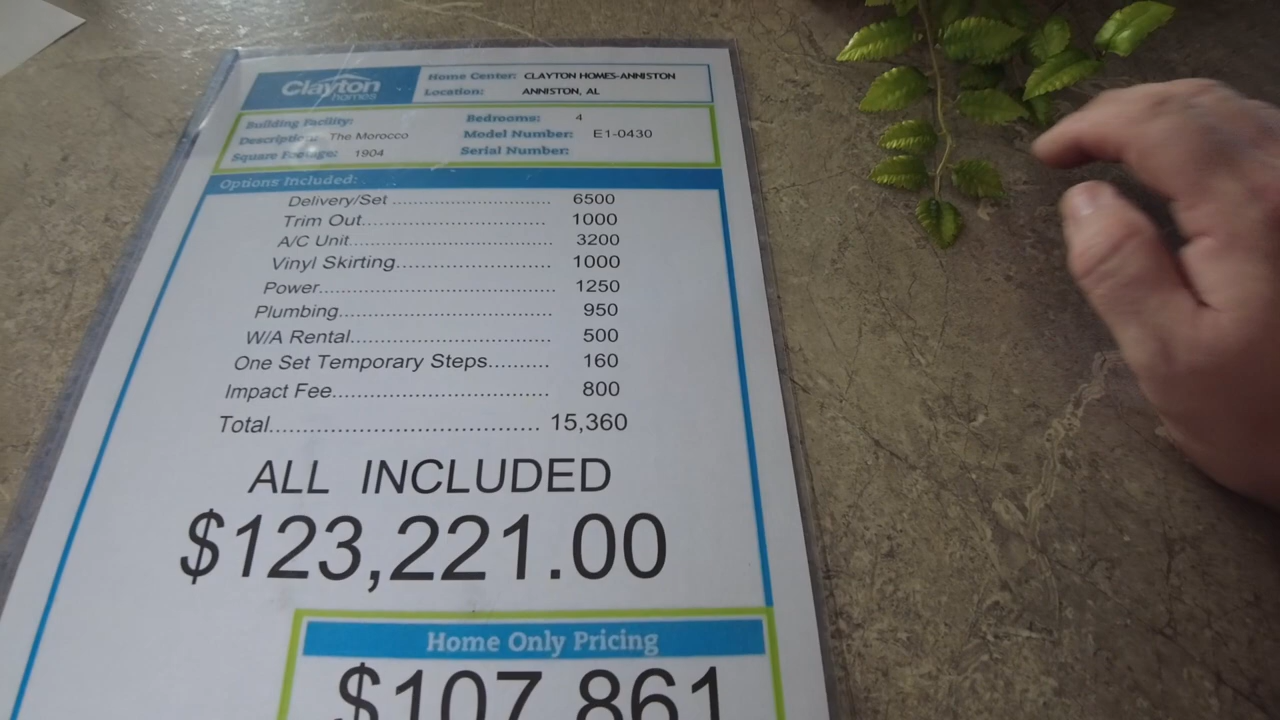 Clayton
homes
Home Center: CLAYTON HOMES-ANNISTON
Location: ANNISTON, AL
Building Facility:
Description: The Morocco
Square Footage: 1904
Bedrooms: 4
Model Number: E1-0430
Serial Number:
Options Included:
Delivery/Set .............................. 6500
Trim Out................................... 1000
A/C Unit..................................... 3200
Vinyl Skirting............................ 1000
Power......................................... 1250
Plumbing.................................... 950
W/A Rental.................................. 500
One Set Temporary Steps.......... 160
Impact Fee................................... 800
Total........................................ 15,360
ALL INCLUDED
$123,221.00
Home Only Pricing
$107,861